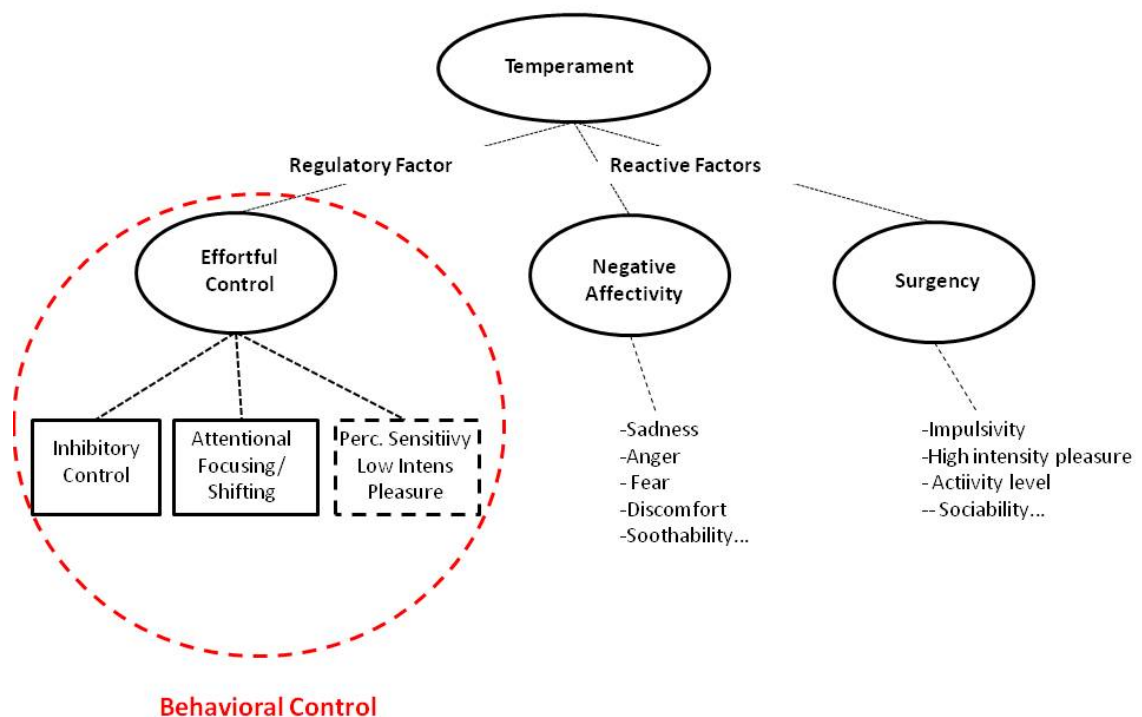 Temperament
Regulatory Factor
Reactive Factors
Effortful
Control
Negative
Affectivity
Surgency
Inhibitory
Control
Attentional
Focusing/
Shifting
Perc. Sensitiivy
Low Intens
Pleasure
-Sadness
-Anger
-Fear
-Discomfort
-Soothability...
-Impulsivity
-High intensity pleasure
- Actiivity level
-- Sociability...
Behavioral Control